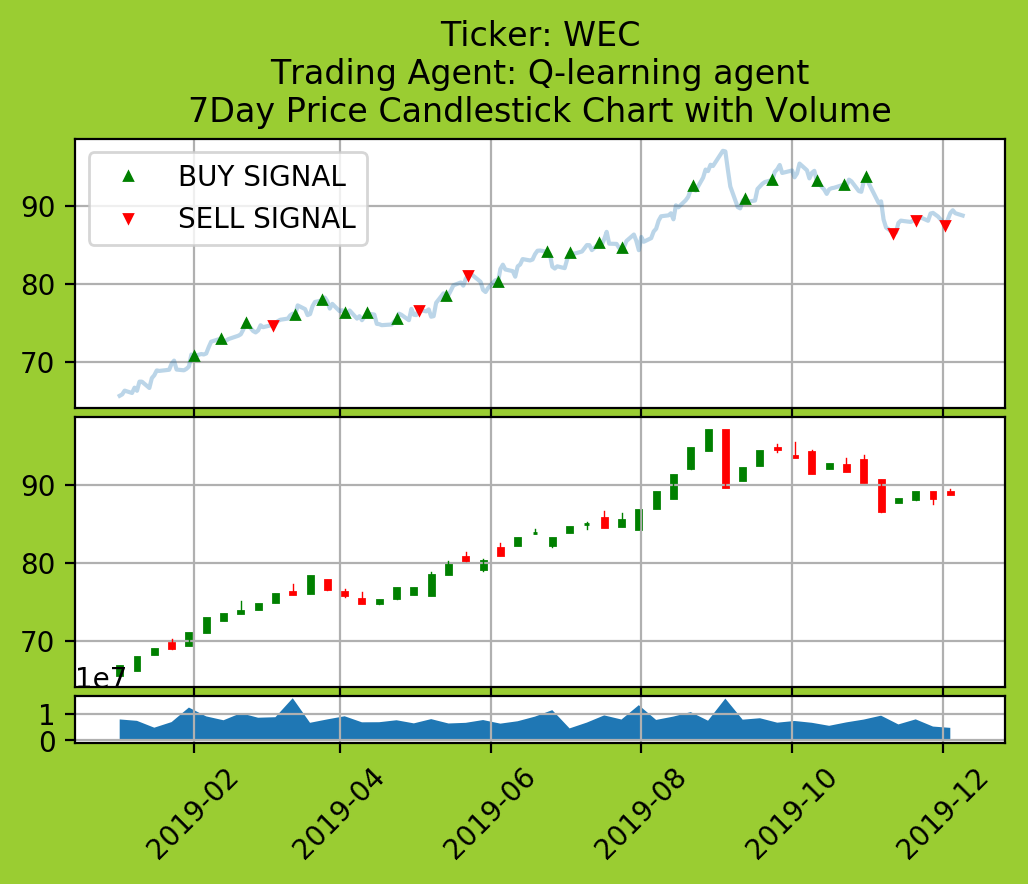 Ticker: WEC
Trading Agent: Q-learning agent
7Day Price Candlestick Chart with Volume
BUY SIGNAL
SELL SIGNAL
90
80
70
90
80
70
1e7
1
0
2019-02
2019-04
2019-06
2019-08
2019-10
2019-12